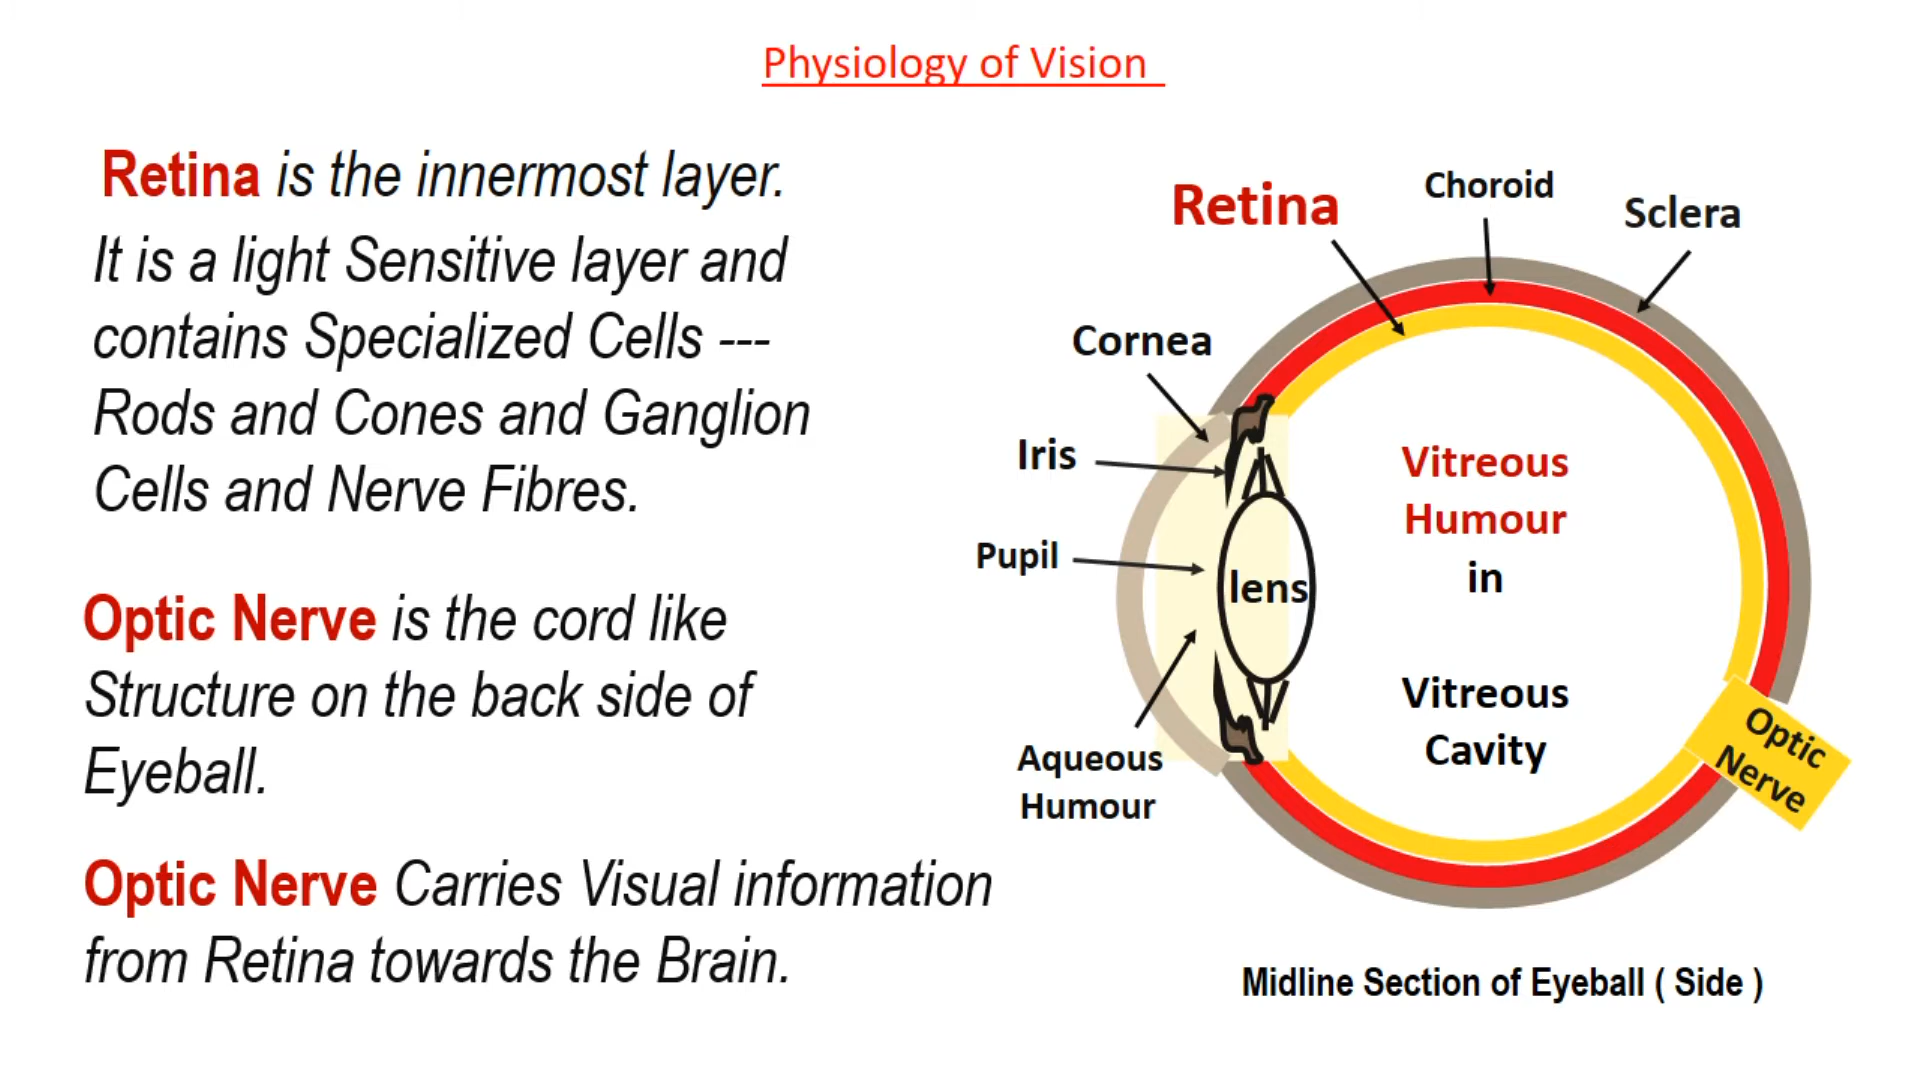 Physiology of Vision
Retina is the innermost layer.
It is a light Sensitive layer and
contains Specialized Cells ---
Rods and Cones and Ganglion
Cells and Nerve Fibres.
Optic Nerve is the cord like
Structure on the back side of
Eyeball.
Optic Nerve Carries Visual information
from Retina towards the Brain.
Retina
Choroid
Sclera
Cornea
Iris
Pupil
lens
Aqueous
Humour
Vitreous
Humour
in
Vitreous
Cavity
Optic
Nerve
Midline Section of Eyeball ( Side )